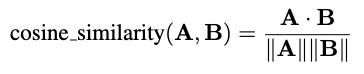 cosine_similarity(A, B) = A · B / ‖A‖‖B‖